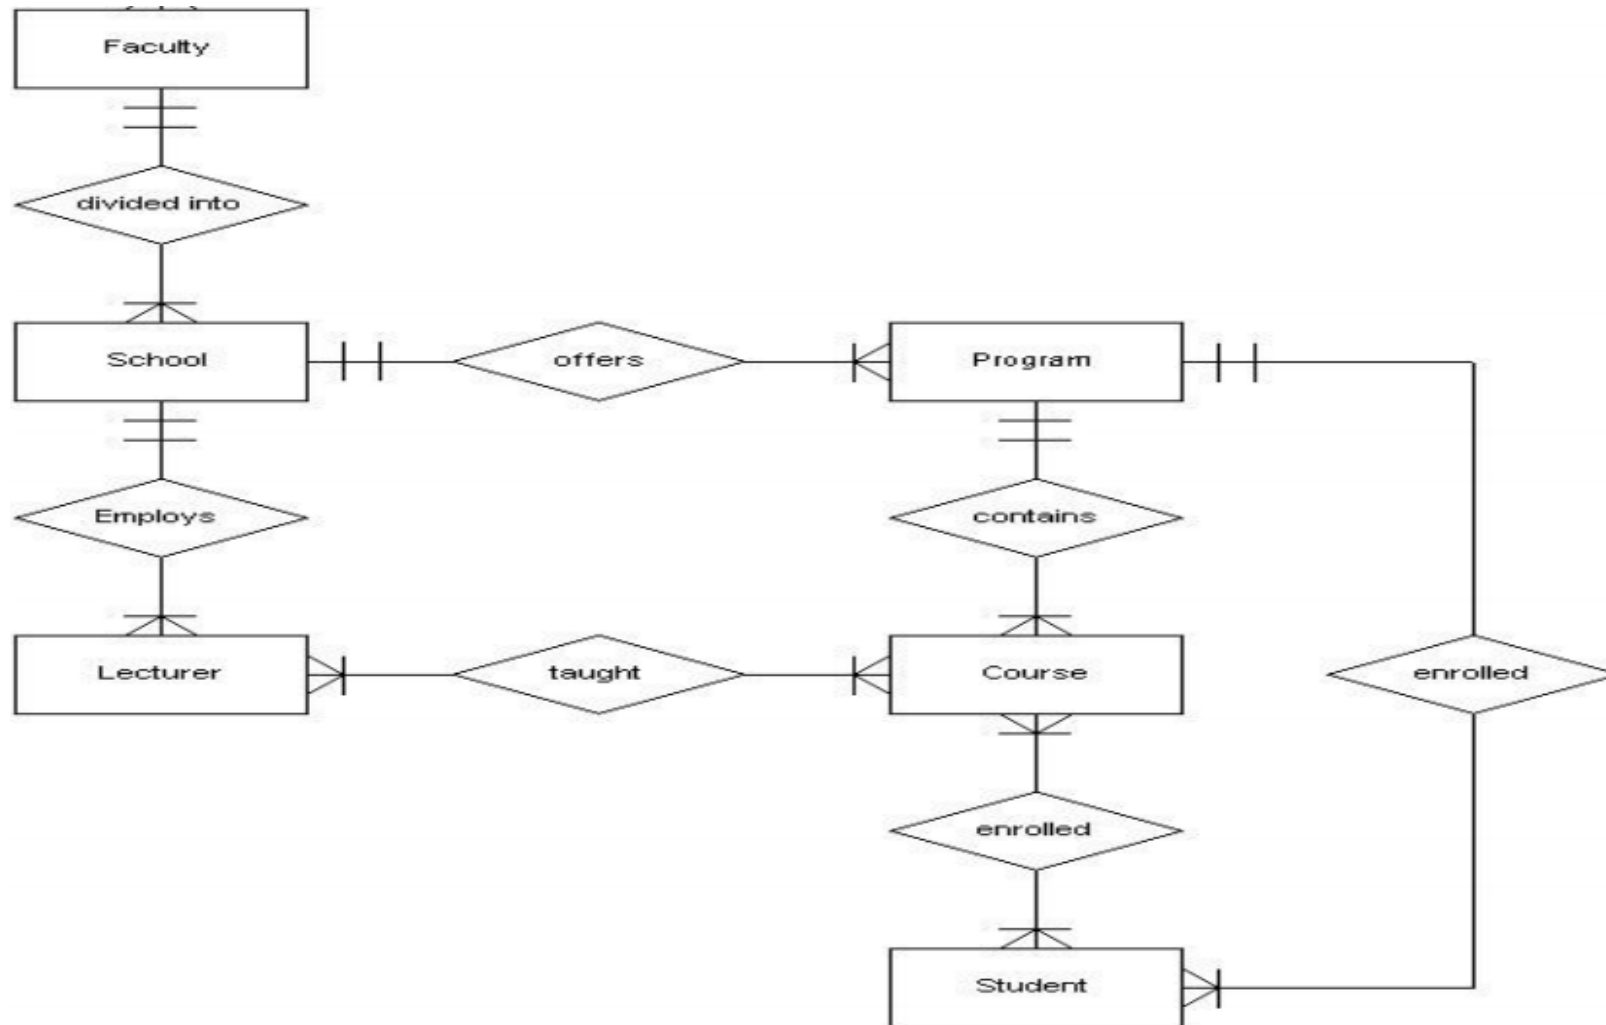 Faculty
divided into
School
offers
Program
Employs
contains
Lecturer
taught
Course
enrolled
enrolled
Student